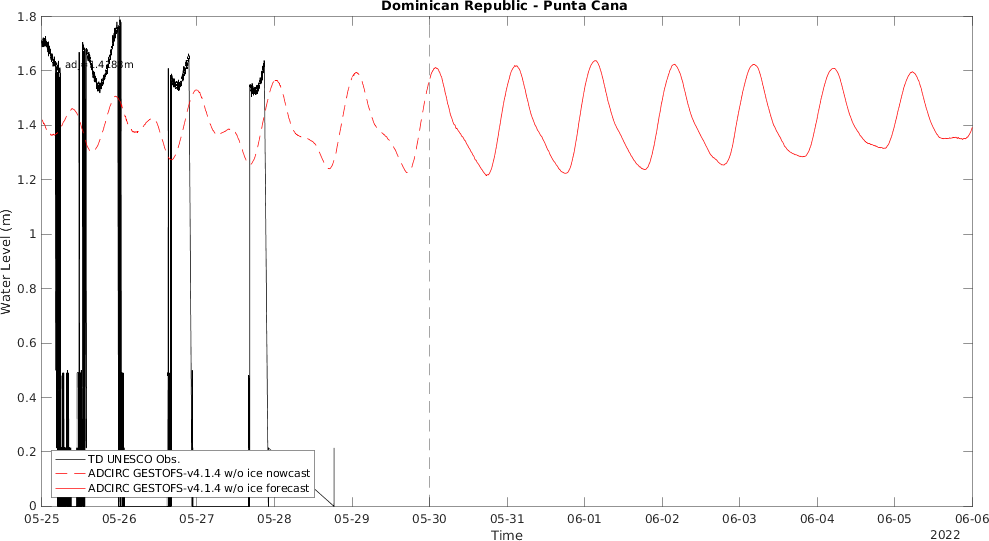 Dominican Republic - Punta Cana
Water Level (m)
1.8
1.6
1.4
1.2
1
0.8
0.6
0.4
0.2
0
TD UNESCO Obs.
ADCIRC GESTOFS-v4.1.4 w/o ice nowcast
ADCIRC GESTOFS-v4.1.4 w/o ice forecast
05-25 05-26 05-27 05-28 05-29 05-30 05-31 06-01 06-02 06-03 06-04 06-05 06-06
Time
2022